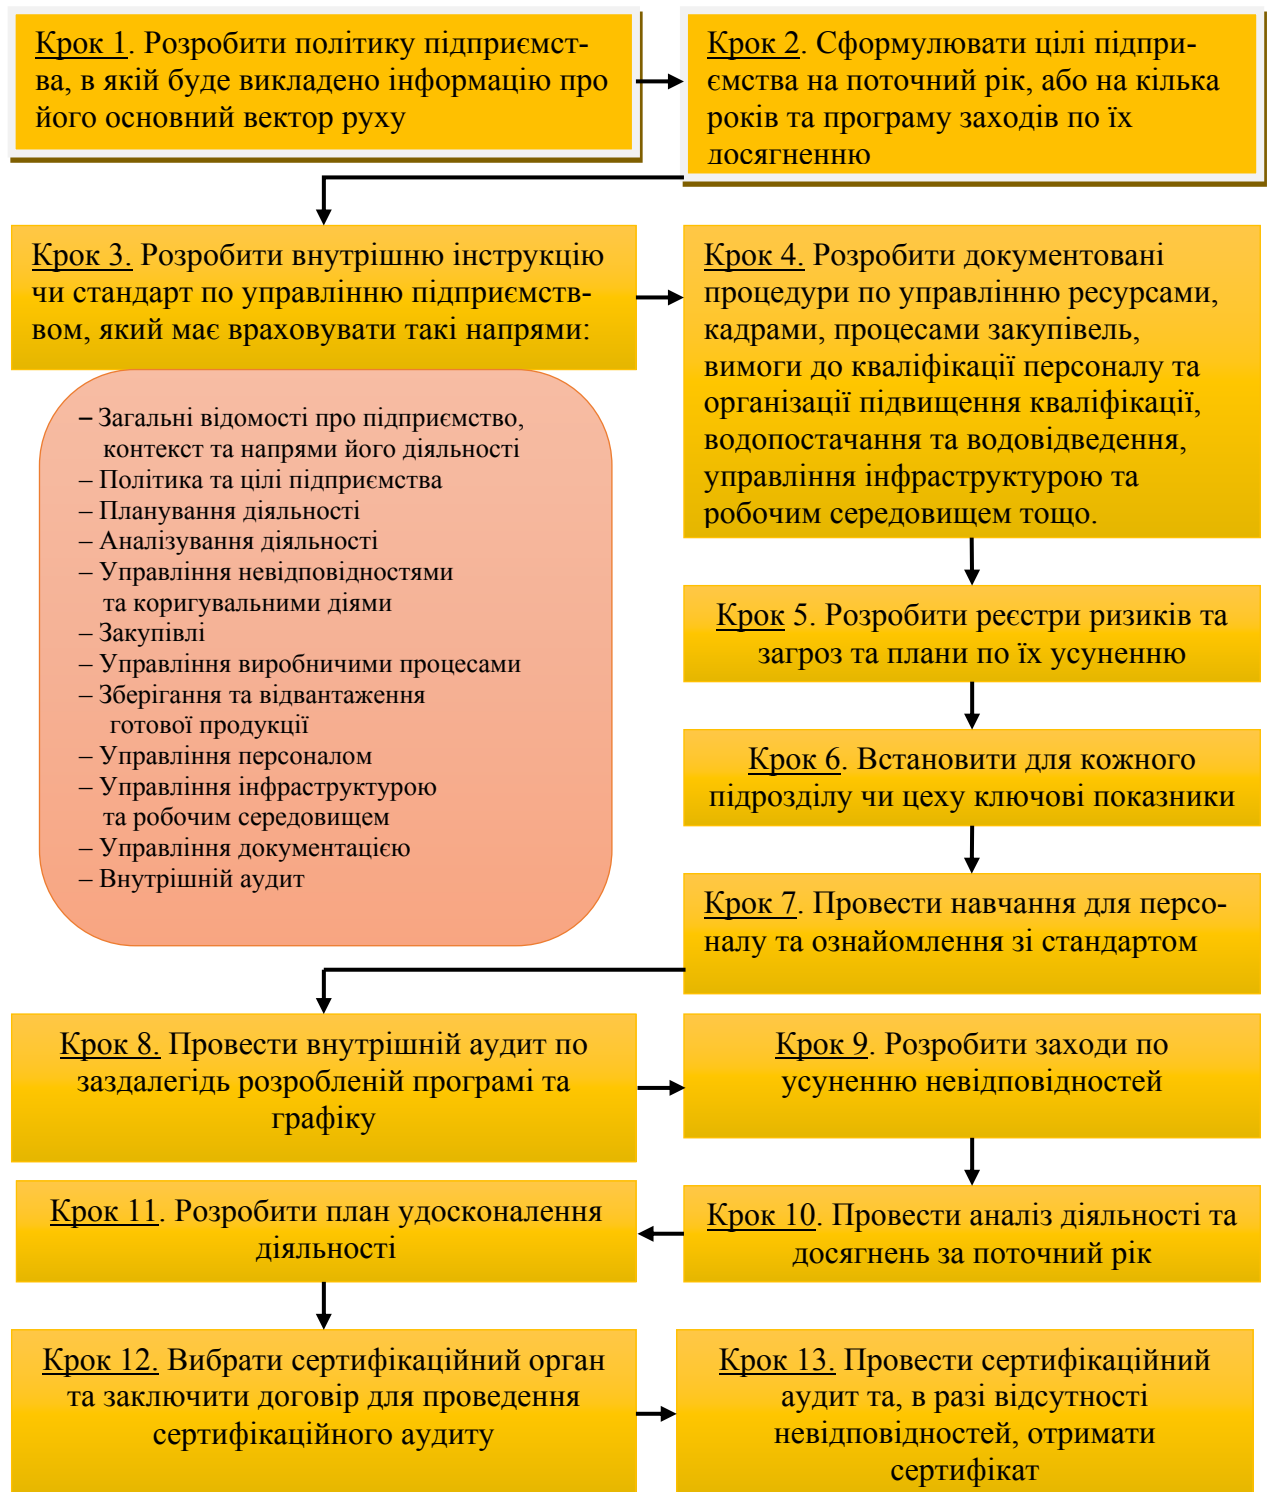 Крок 1. Розробити політику підприємст-
ва, в якій буде викладено інформацію про
його основний вектор руху
Крок 2. Сформулювати цілі підпри-
ємства на поточний рік, або на кілька
років та програму заходів по їх
досягненню
Крок 3. Розробити внутрішню інструкцію
чи стандарт по управлінню підприємст-
вом, який має враховувати такі напрями:
– Загальні відомості про підприємство,
контекст та напрями його діяльності
– Політика та цілі підприємства
– Планування діяльності
– Аналізування діяльності
– Управління невідповідностями
та коригувальними діями
– Закупівлі
– Управління виробничими процесами
– Зберігання та відвантаження
готової продукції
– Управління персоналом
– Управління інфраструктурою
та робочим середовищем
– Управління документацією
– Внутрішній аудит
Крок 4. Розробити документовані
процедури по управлінню ресурсами,
кадрами, процесами закупівель,
вимоги до кваліфікації персоналу та
організації підвищення кваліфікації,
водопостачання та водовідведення,
управління інфраструктурою та
робочим середовищем тощо.
Крок 5. Розробити реєстри ризиків та
загроз та плани по їх усуненню
Крок 6. Встановити для кожного
підрозділу чи цеху ключові показники
Крок 7. Провести навчання для персо-
налу та ознайомлення зі стандартом
Крок 8. Провести внутрішній аудит по
заздалегідь розробленій програмі та
графіку
Крок 9. Розробити заходи по
усуненню невідповідностей
Крок 10. Провести аналіз діяльності та
досягнень за поточний рік
Крок 11. Розробити план удосконалення
діяльності
Крок 12. Вибрати сертифікаційний орган
та заключити договір для проведення
сертифікаційного аудиту
Крок 13. Провести сертифікаційний
аудит та, в разі відсутності
невідповідностей, отримати
сертифікат